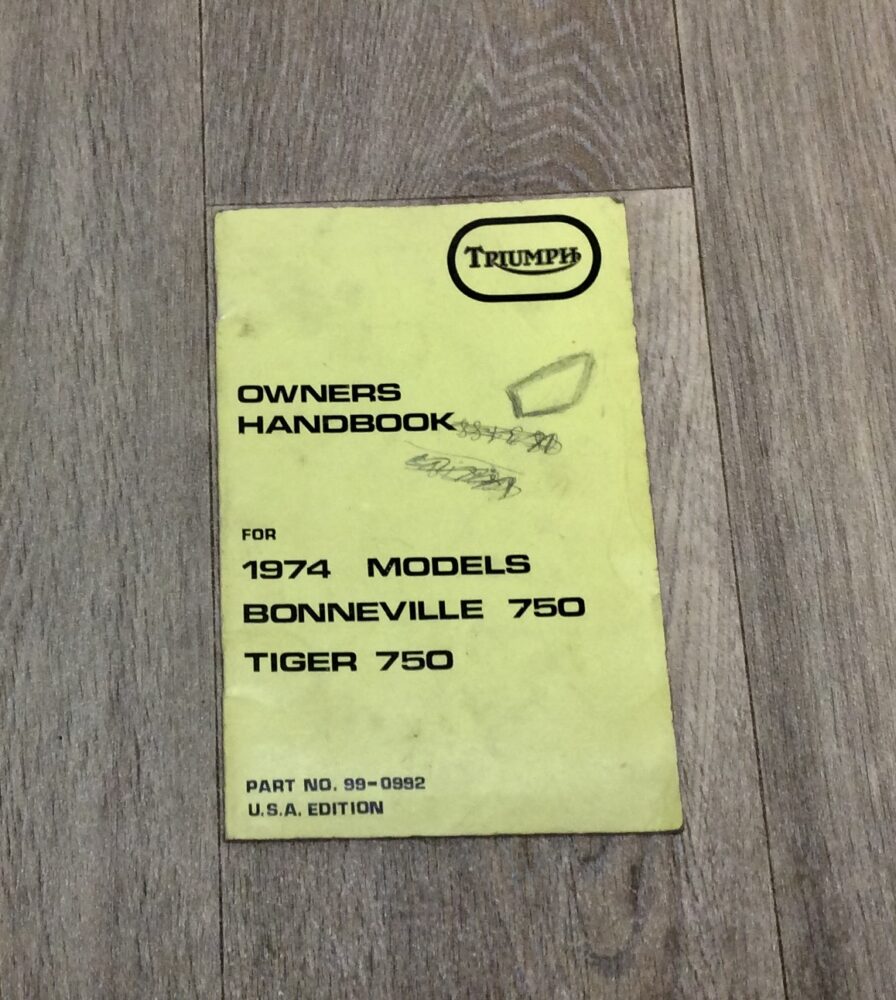 TRIUMPH
OWNERS
HANDBOOK
FOR
1974 MODELS
BONNEVILLE 750
TIGER 750
PART NO. 99-0992
U.S.A. EDITION